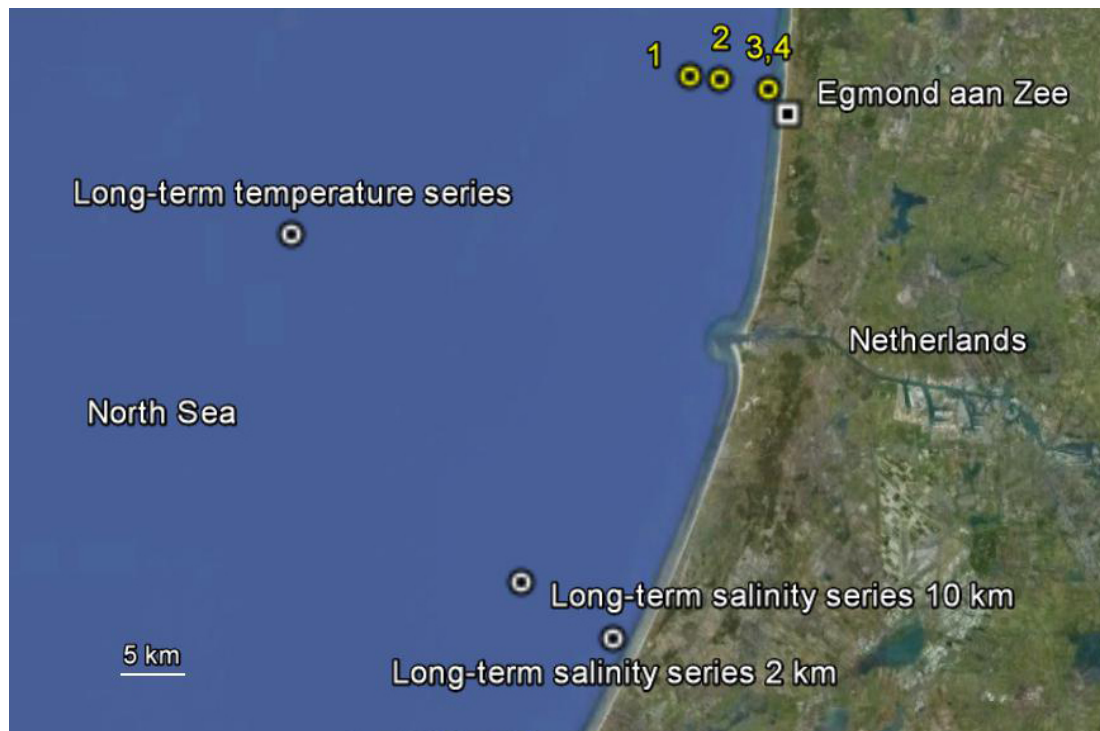 1
2
3,4
Egmond aan Zee
Long-term temperature series
Netherlands
North Sea
Long-term salinity series 10 km
5 km
Long-term salinity series 2 km